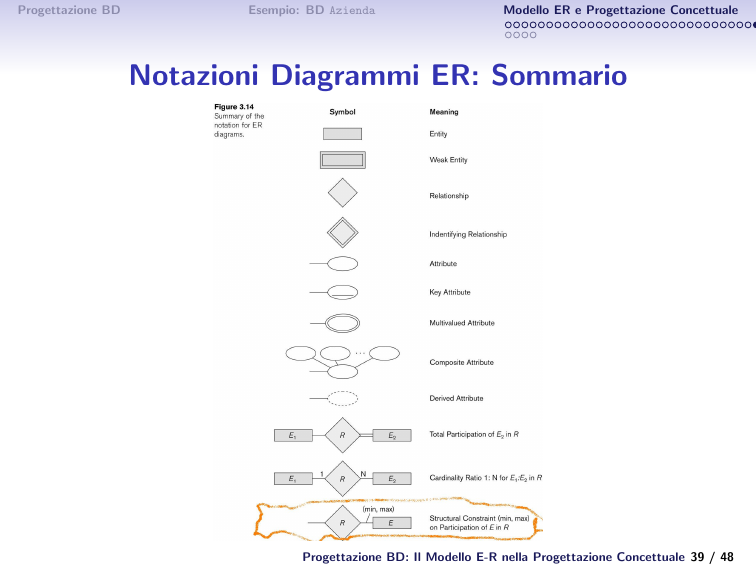 Progettazione BD
Esempio: BD Azienda
Modello ER e Progettazione Concettuale
Notazioni Diagrammi ER: Sommario
Figure 3.14
Summary of the
notation for ER
diagrams.
Symbol
Meaning
Entity
Weak Entity
Relationship
Indentifying Relationship
Attribute
Key Attribute
Multivalued Attribute
...
Composite Attribute
Derived Attribute
E1 R E2
Total Participation of E2 in R
E1 1 R N E2
Cardinality Ratio 1: N for E1:E2 in R
(min, max)
R E
Structural Constraint (min, max)
on Participation of E in R
Progettazione BD: Il Modello E-R nella Progettazione Concettuale 39 / 48